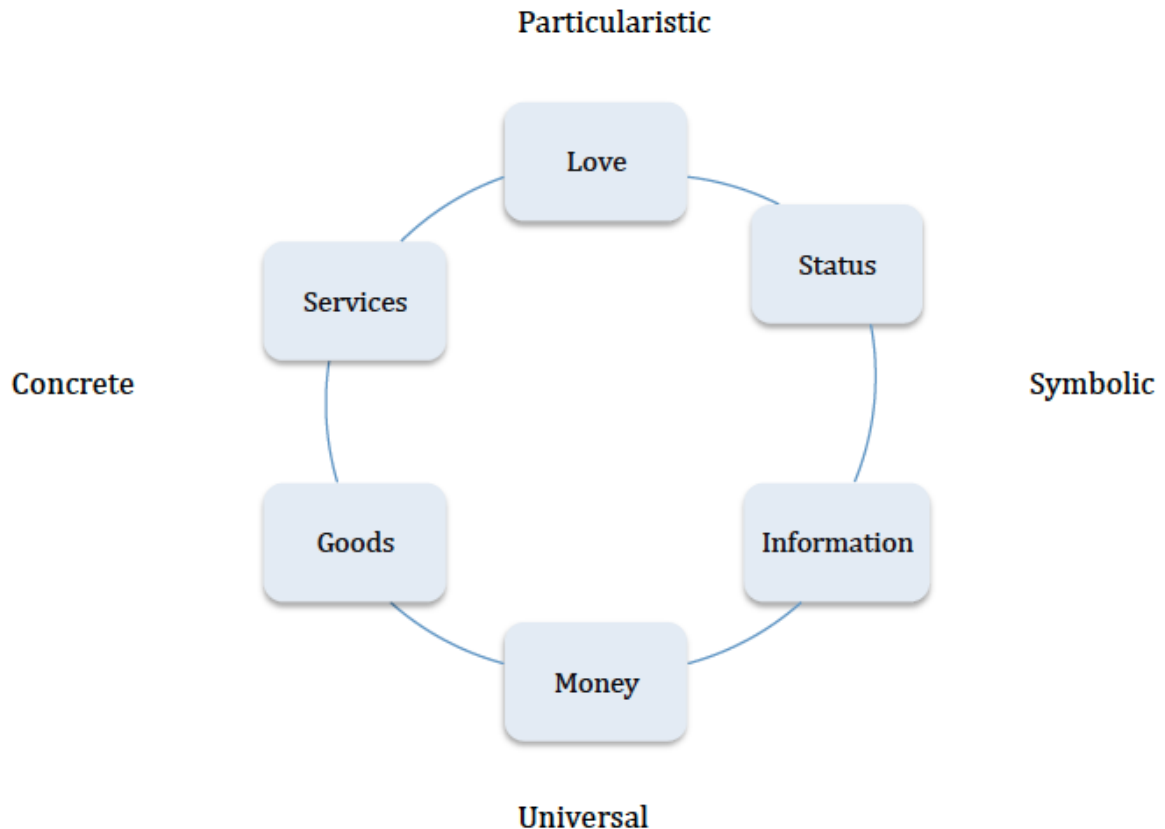 Particularistic
Love
Status
Services
Concrete
Symbolic
Goods
Information
Money
Universal